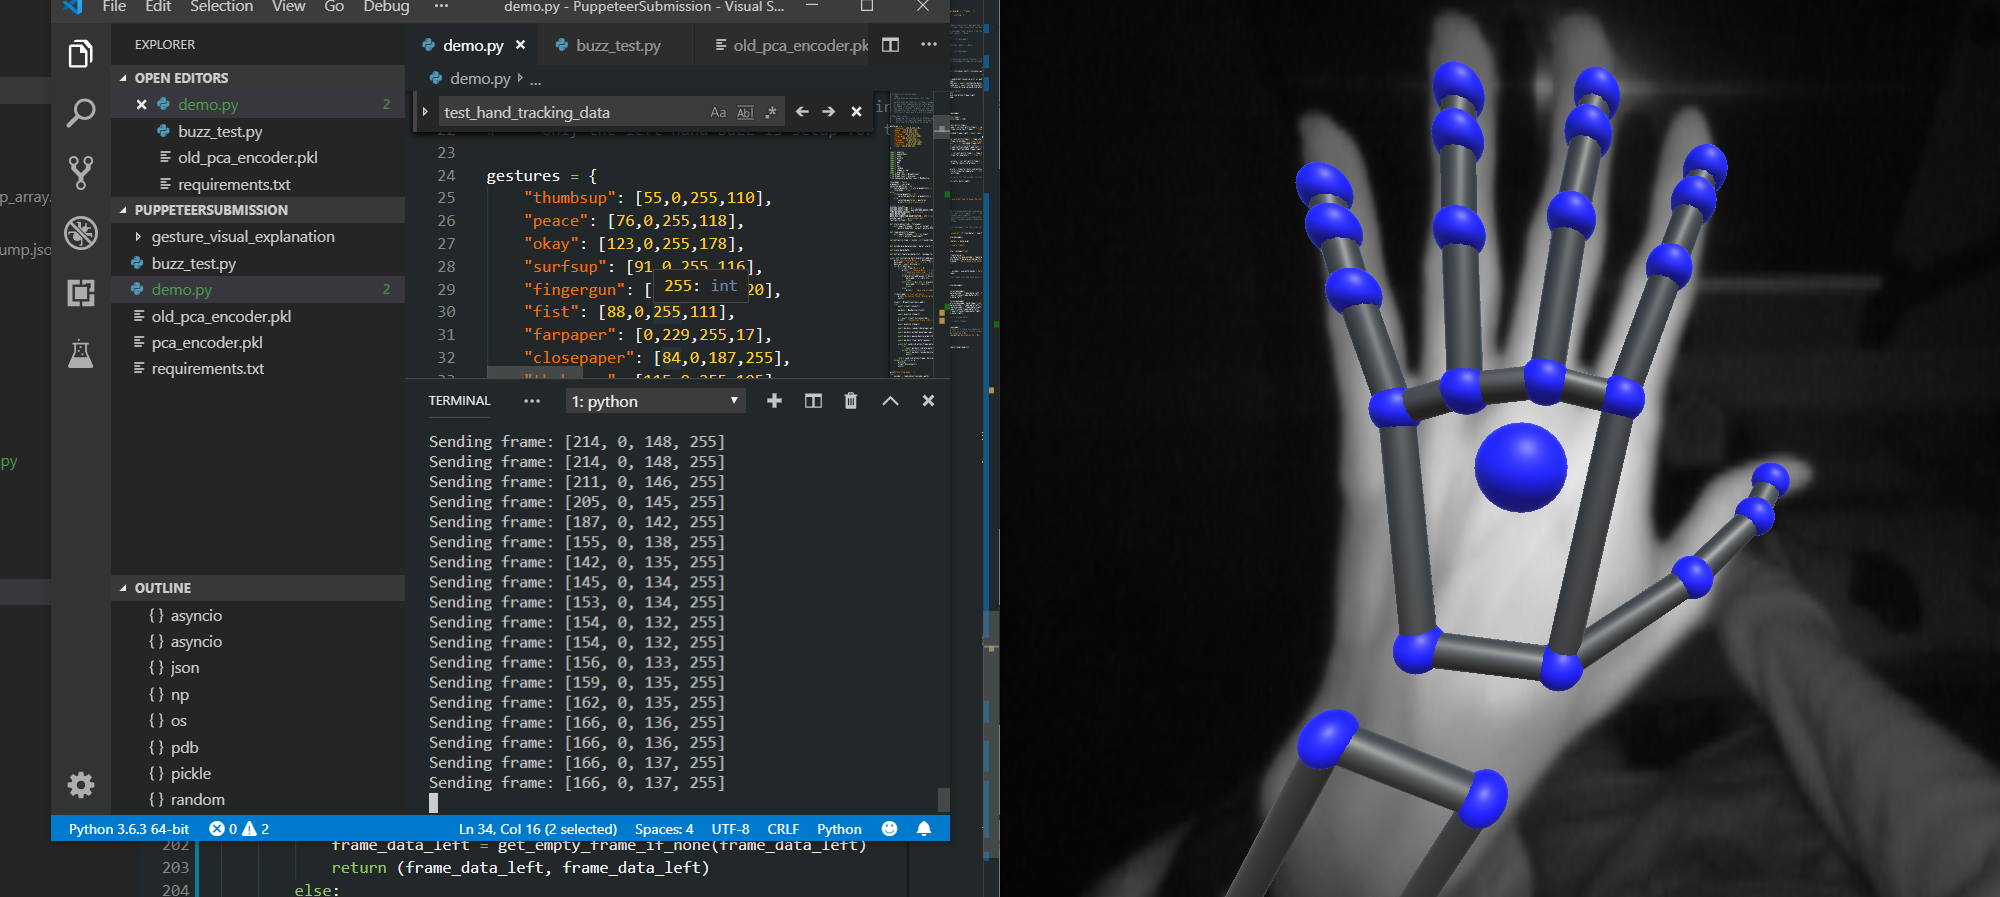 File Edit Selection View Go Debug ··· demo.py - PuppeteerSubmission - Visual S...
EXPLORER
OPEN EDITORS
demo.py 2
buzz_test.py
old_pca_encoder.pkl
requirements.txt
PUPPETEERSUBMISSION
gesture_visual_explanation
buzz_test.py
demo.py 2
old_pca_encoder.pkl
pca_encoder.pkl
requirements.txt
OUTLINE
{ } asyncio
{ } asyncio
{ } json
{ } np
{ } os
{ } pdb
{ } pickle
{ } random
demo.py buzz_test.py old_pca_encoder.pk
demo.py ...
test_hand_tracking_data Aa Abl .*
23
24 gestures = {
25 "thumbsup": [55,0,255,110],
26 "peace": [76,0,255,118],
27 "okay": [123,0,255,178],
28 "surfsup": [91,0,255,116],
29 "fingergun": [ 20],
255: int
30 "fist": [88,0,255,111],
31 "farpaper": [0,229,255,17],
32 "closepaper": [84,0,187,255],
TERMINAL ··· 1: python
Sending frame: [214, 0, 148, 255]
Sending frame: [214, 0, 148, 255]
Sending frame: [211, 0, 146, 255]
Sending frame: [205, 0, 145, 255]
Sending frame: [187, 0, 142, 255]
Sending frame: [155, 0, 138, 255]
Sending frame: [142, 0, 135, 255]
Sending frame: [145, 0, 134, 255]
Sending frame: [153, 0, 134, 255]
Sending frame: [154, 0, 132, 255]
Sending frame: [154, 0, 132, 255]
Sending frame: [156, 0, 133, 255]
Sending frame: [159, 0, 135, 255]
Sending frame: [162, 0, 135, 255]
Sending frame: [166, 0, 136, 255]
Sending frame: [166, 0, 136, 255]
Sending frame: [166, 0, 137, 255]
Sending frame: [166, 0, 137, 255]
Python 3.6.3 64-bit 0 2 Ln 34, Col 16 (2 selected) Spaces: 4 UTF-8 CRLF Python
202 frame_data_left = get_empty_frame_if_none(frame_data_left)
203 return (frame_data_left, frame_data_left)
204 else:
p_array.
ump.jso
py